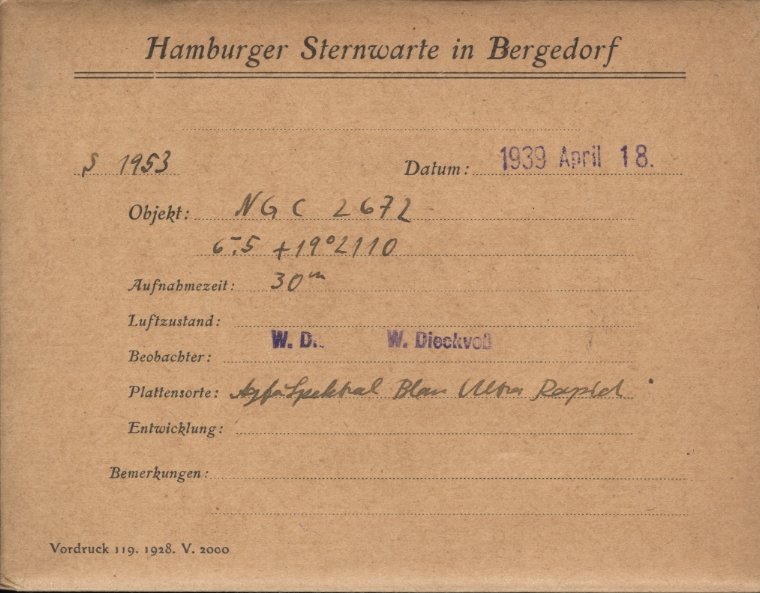 Hamburger Sternwarte in Bergedorf
S 1953 Datum: 1939 April 18.
Objekt: NGC 2672
6.5 +19°2110
Aufnahmezeit: 30m
Luftzustand:
Beobachter: W. D. W. Dieckvoß
Plattensorte: Agfa Spektral Blau Ultra Rapid
Entwicklung:
Bemerkungen:
Vordruck 119. 1928. V. 2000